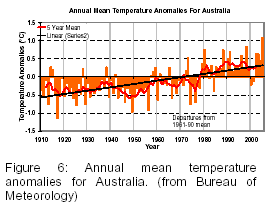 Annual Mean Temperature Anomalies For Australia
Temperature Anomalies (°C)
1.5
1.0
0.5
0.0
-0.5
-1.0
-1.5
5 Year Mean
Linear (Series2)
Departures from
1961-90 mean
1910 1920 1930 1940 1950 1960 1970 1980 1990 2000
Year
Figure 6: Annual mean temperature
anomalies for Australia. (from Bureau of
Meteorology)